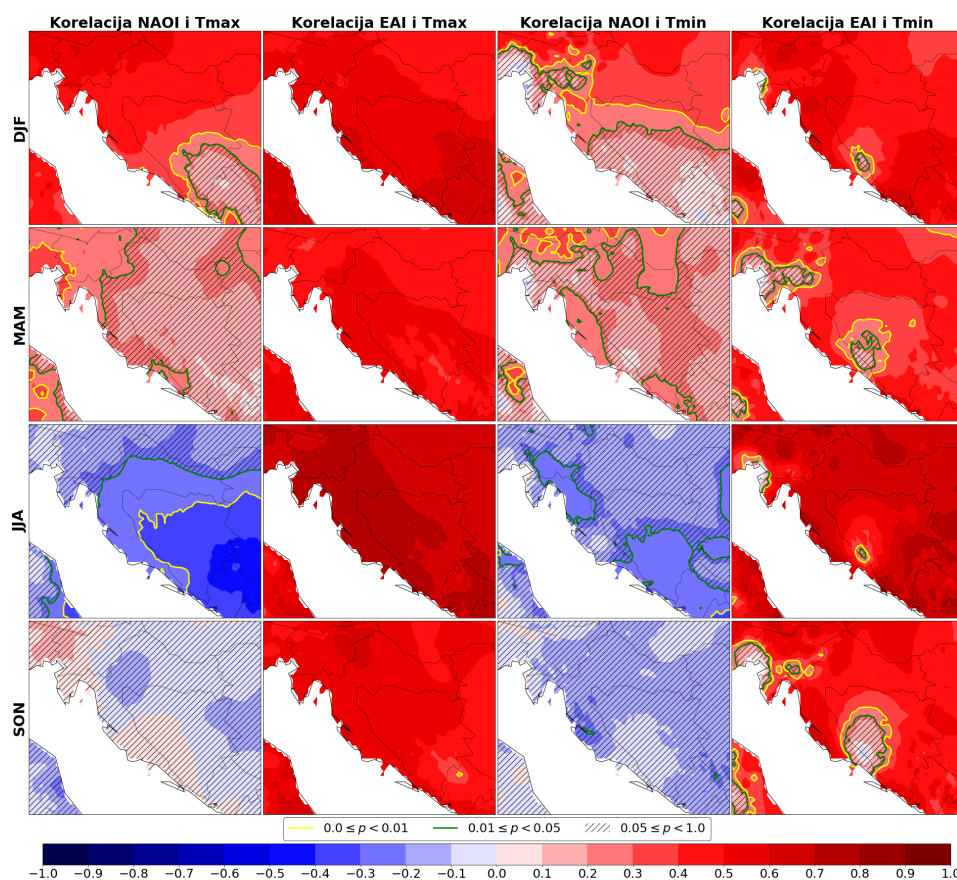 Korelacija NAOI i Tmax Korelacija EAI i Tmax Korelacija NAOI i Tmin Korelacija EAI i Tmin
DJF
MAM
JJA
SON
0.0 ≤ p < 0.01 0.01 ≤ p < 0.05 0.05 ≤ p < 1.0
−1.0 −0.9 −0.8 −0.7 −0.6 −0.5 −0.4 −0.3 −0.2 −0.1 0.0 0.1 0.2 0.3 0.4 0.5 0.6 0.7 0.8 0.9 1.0